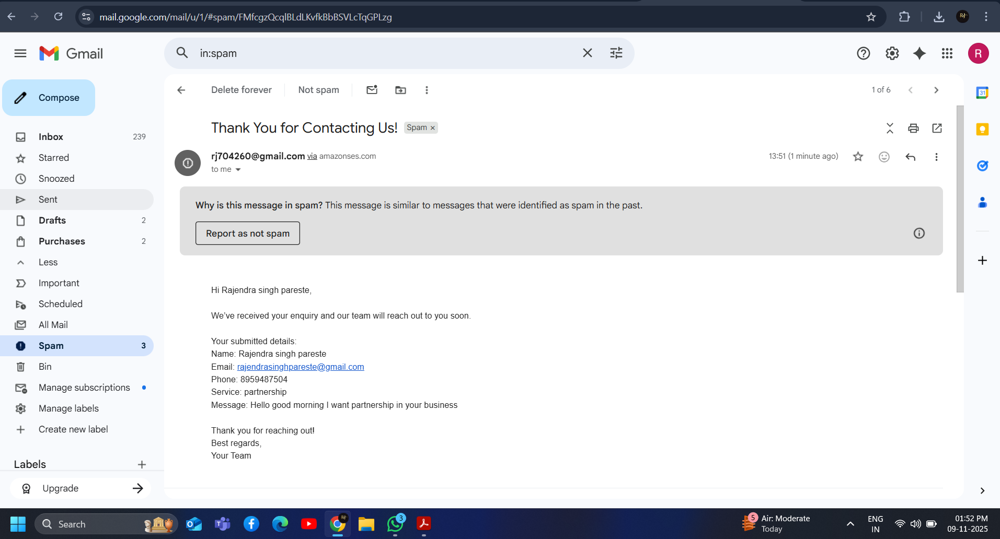 mail.google.com/mail/u/1/#spam/FMfcgzQcqlBLdLKvfkBbBSVLcTqGPLzg
Gmail
in:spam
R
Compose
Inbox 239
Starred
Snoozed
Sent
Drafts 2
Purchases 2
Less
Important
Scheduled
All Mail
Spam 3
Bin
Manage subscriptions
Manage labels
Create new label
Labels
Upgrade
Delete forever
Not spam
1 of 6
Thank You for Contacting Us! Spam ×
rj704260@gmail.com via amazonses.com
13:51 (1 minute ago)
to me
Why is this message in spam? This message is similar to messages that were identified as spam in the past.
Report as not spam
Hi Rajendra singh pareste,
We've received your enquiry and our team will reach out to you soon.
Your submitted details:
Name: Rajendra singh pareste
Email: rajendrasinghpareste@gmail.com
Phone: 8959487504
Service: partnership
Message: Hello good morning I want partnership in your business
Thank you for reaching out!
Best regards,
Your Team
31
Search
3
5
Air: Moderate
Today
ENG
IN
01:52 PM
09-11-2025